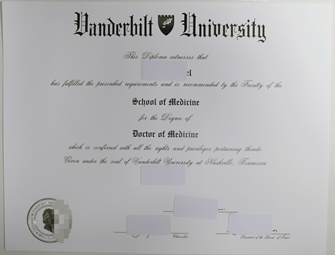 Vanderbilt University
This Diploma witnesses that
el
has fulfilled the prescribed requirements and is recommended by the Faculty of the
School of Medicine
for the Degree of
Doctor of Medicine
which is conferred with all the rights and privileges pertaining thereto.
Given under the seal of Vanderbilt University at Nashville, Tennessee
Chancellor